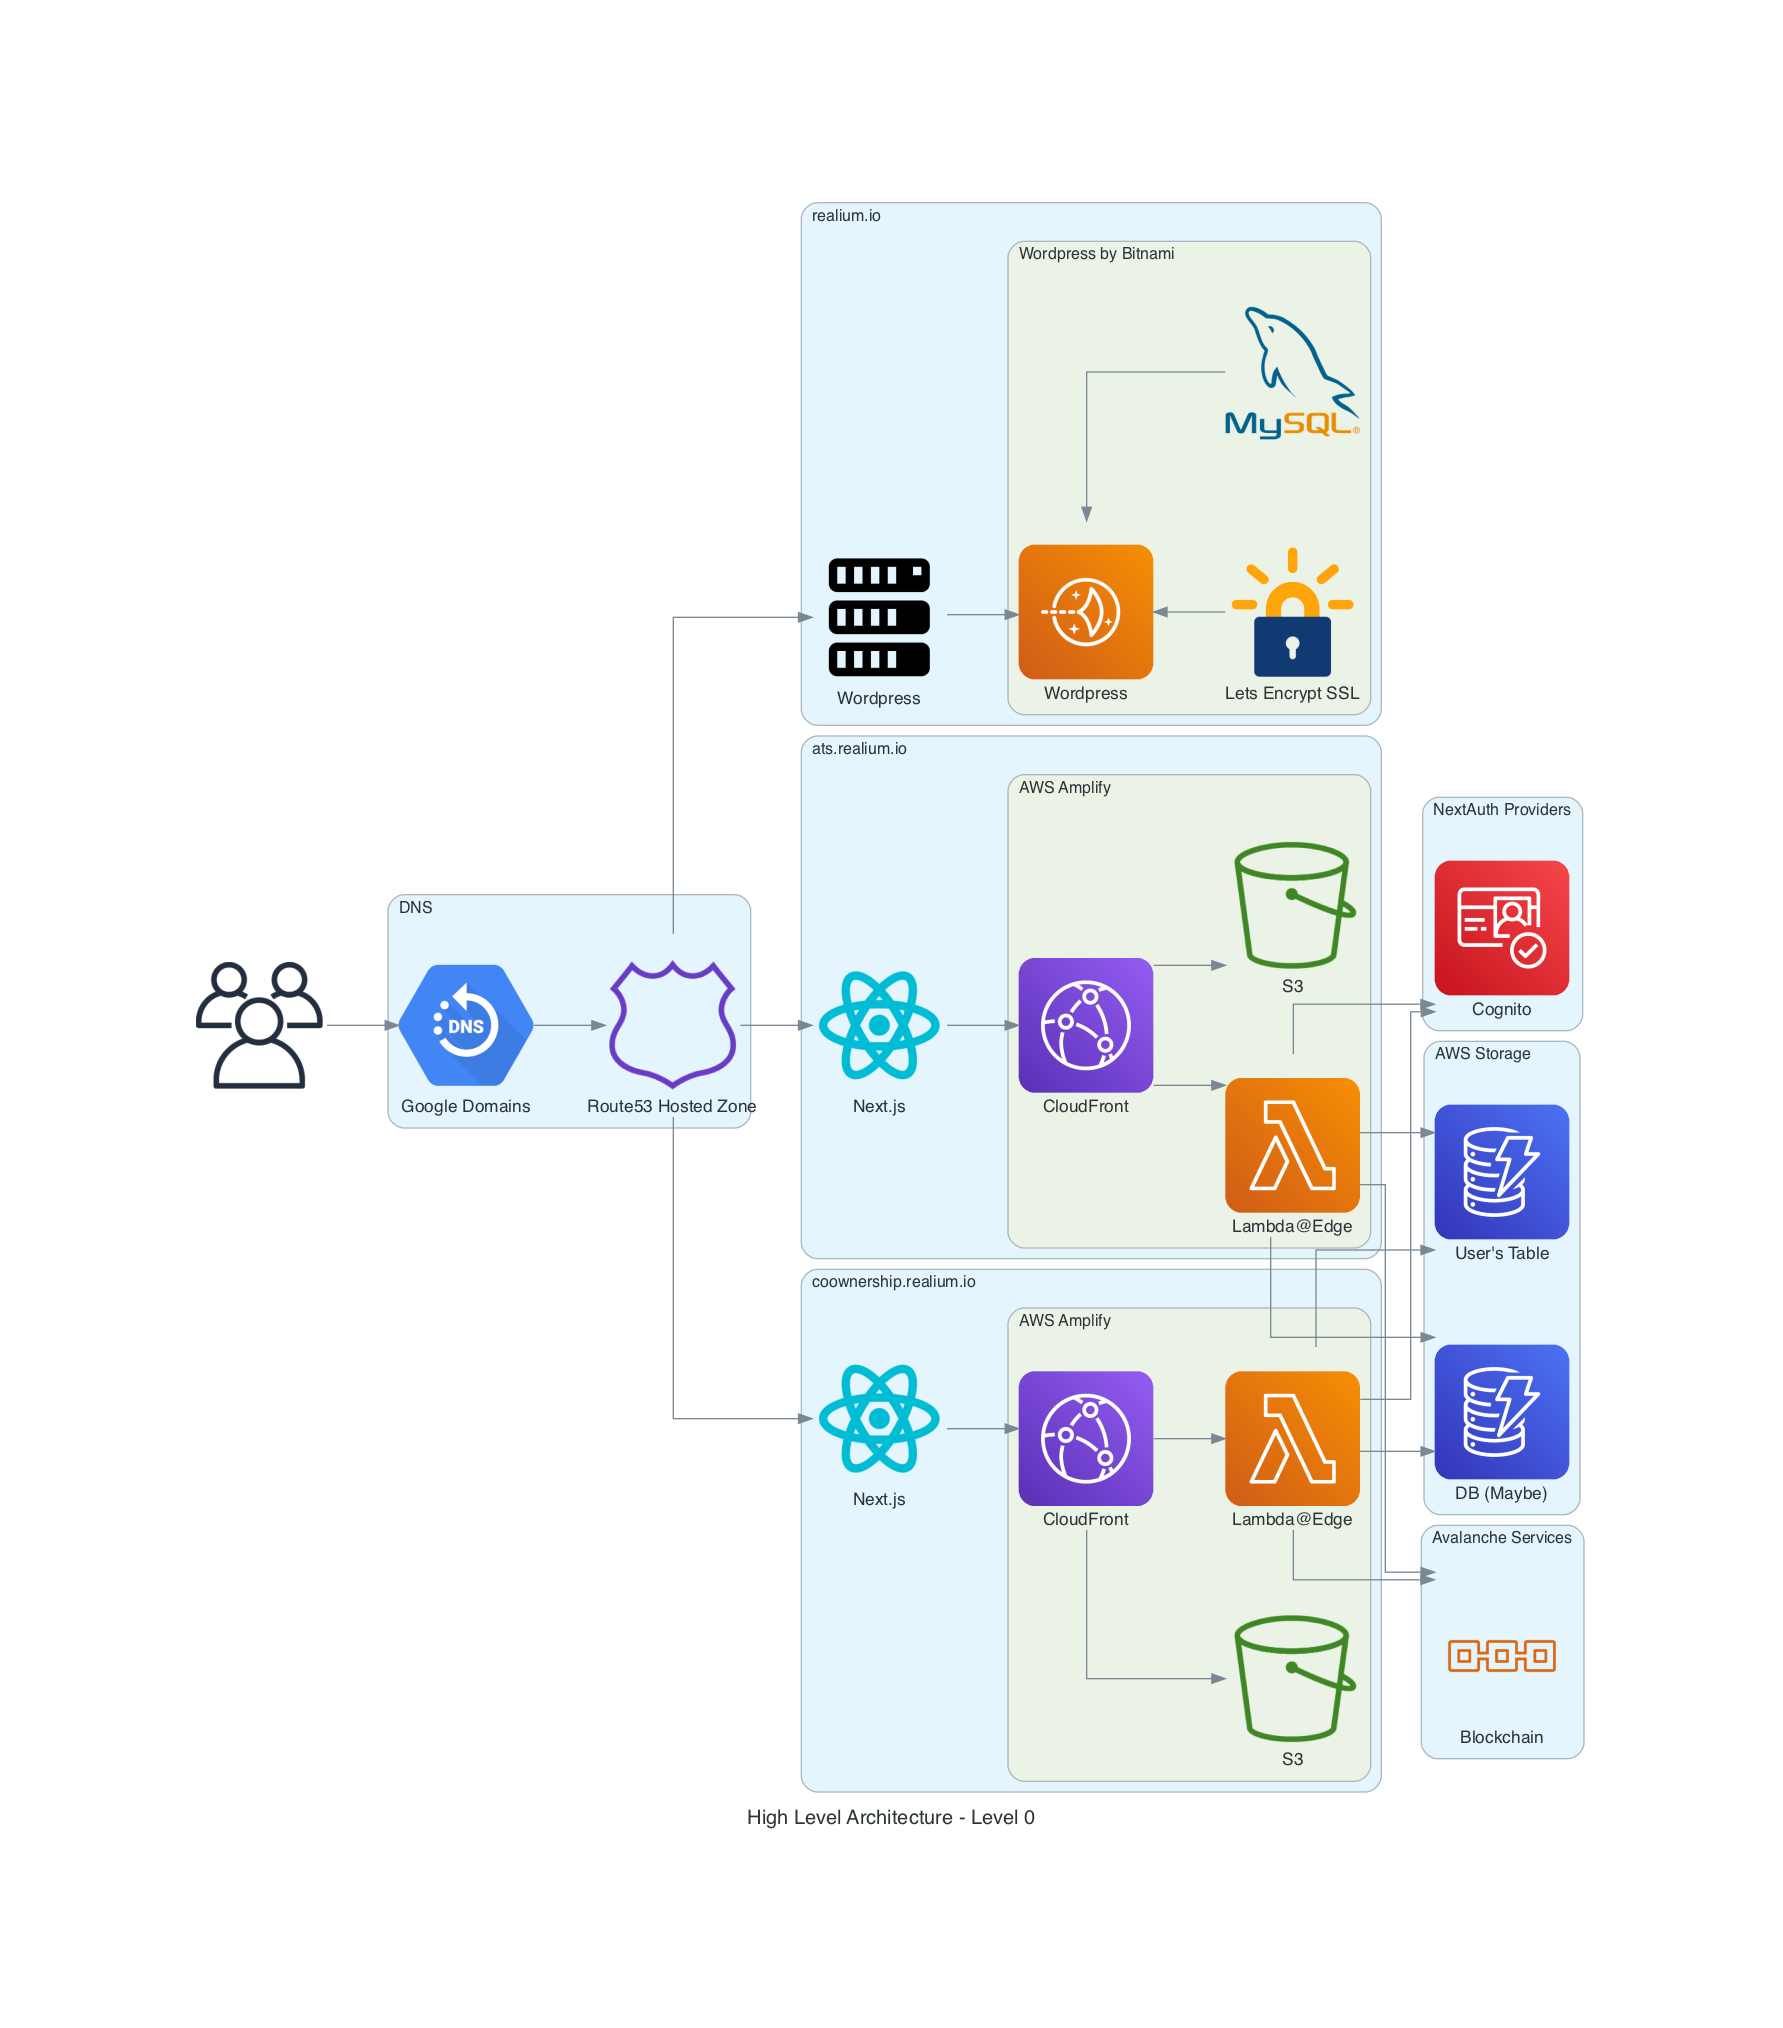 realium.io
Wordpress by Bitnami
MySQL®
Wordpress
Wordpress
Lets Encrypt SSL
ats.realium.io
AWS Amplify
S3
Next.js
CloudFront
Lambda@Edge
DNS
DNS
Google Domains
Route53 Hosted Zone
NextAuth Providers
Cognito
AWS Storage
User's Table
DB (Maybe)
coownership.realium.io
AWS Amplify
Next.js
CloudFront
Lambda@Edge
S3
Avalanche Services
Blockchain
High Level Architecture - Level 0